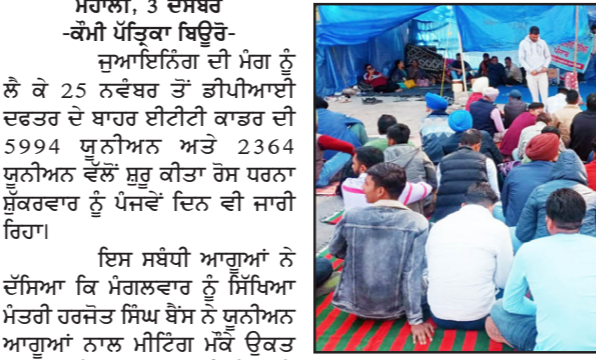 ਮੋਹਾਲੀ, 3 ਦਸੰਬਰ
-ਕੌਮੀ ਪੱਤ੍ਰਿਕਾ ਬਿਊਰੋ-
ਜੁਆਇਨਿੰਗ ਦੀ ਮੰਗ ਨੂੰ
ਲੈ ਕੇ 25 ਨਵੰਬਰ ਤੋਂ ਡੀਪੀਆਈ
ਦਫਤਰ ਦੇ ਬਾਹਰ ਈਟੀਟੀ ਕਾਡਰ ਦੀ
5994 ਯੂਨੀਅਨ ਅਤੇ 2364
ਯੂਨੀਅਨ ਵੱਲੋਂ ਸ਼ੁਰੂ ਕੀਤਾ ਰੋਸ ਧਰਨਾ
ਸ਼ੁੱਕਰਵਾਰ ਨੂੰ ਪੰਜਵੇਂ ਦਿਨ ਵੀ ਜਾਰੀ
ਰਿਹਾ।
ਇਸ ਸਬੰਧੀ ਆਗੂਆਂ ਨੇ
ਦੱਸਿਆ ਕਿ ਮੰਗਲਵਾਰ ਨੂੰ ਸਿੱਖਿਆ
ਮੰਤਰੀ ਹਰਜੋਤ ਸਿੰਘ ਬੈਂਸ ਨੇ ਯੂਨੀਅਨ
ਆਗੂਆਂ ਨਾਲ ਮੀਟਿੰਗ ਮੌਕੇ ਉਕਤ